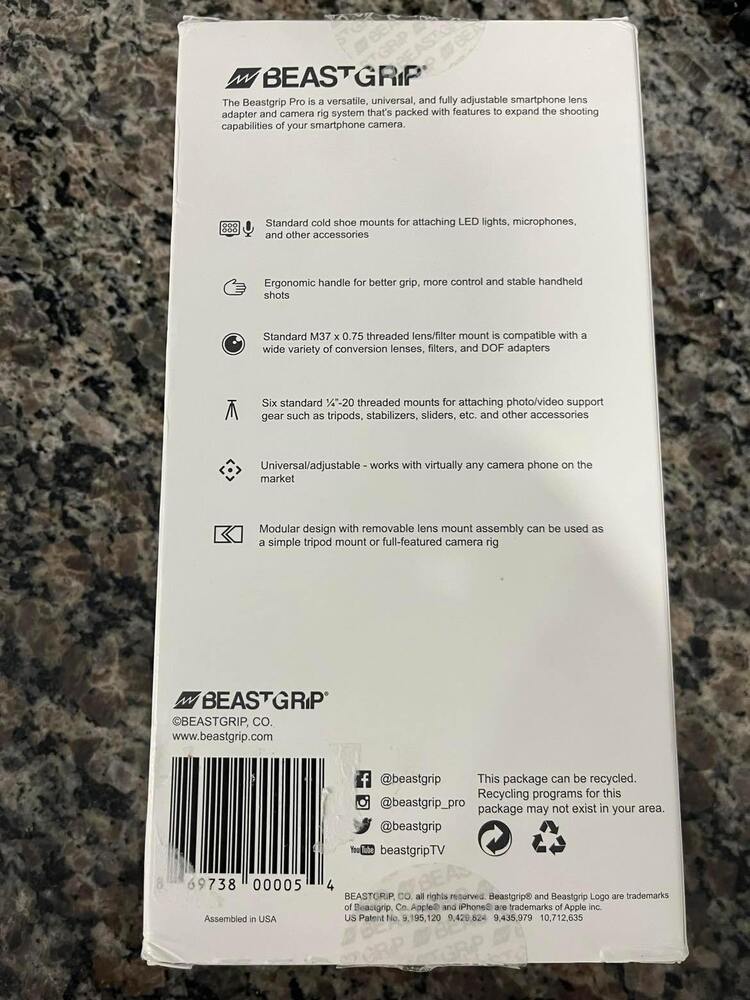 BEASTGRIP®
The Beastgrip Pro is a versatile, universal, and fully adjustable smartphone lens
adapter and camera rig system that's packed with features to expand the shooting
capabilities of your smartphone camera.
Standard cold shoe mounts for attaching LED lights, microphones,
and other accessories
Ergonomic handle for better grip, more control and stable handheld
shots
Standard M37 x 0.75 threaded lens/filter mount is compatible with a
wide variety of conversion lenses, filters, and DOF adapters
Six standard ¼"-20 threaded mounts for attaching photo/video support
gear such as tripods, stabilizers, sliders, etc. and other accessories
Universal/adjustable - works with virtually any camera phone on the
market
Modular design with removable lens mount assembly can be used as
a simple tripod mount or full-featured camera rig
BEASTGRIP®
©BEASTGRIP, CO.
www.beastgrip.com
8 69738 00005 4
Assembled in USA
@beastgrip
@beastgrip_pro
@beastgrip
YouTube beastgripTV
This package can be recycled.
Recycling programs for this
package may not exist in your area.
BEASTGRIP, CO. all rights reserved. Beastgrip® and Beastgrip Logo are trademarks
of Beastgrip, Co. Apple® and iPhone® are trademarks of Apple inc.
US Patent No. 9,195,120 9,429,824 9,435,979 10,712,635